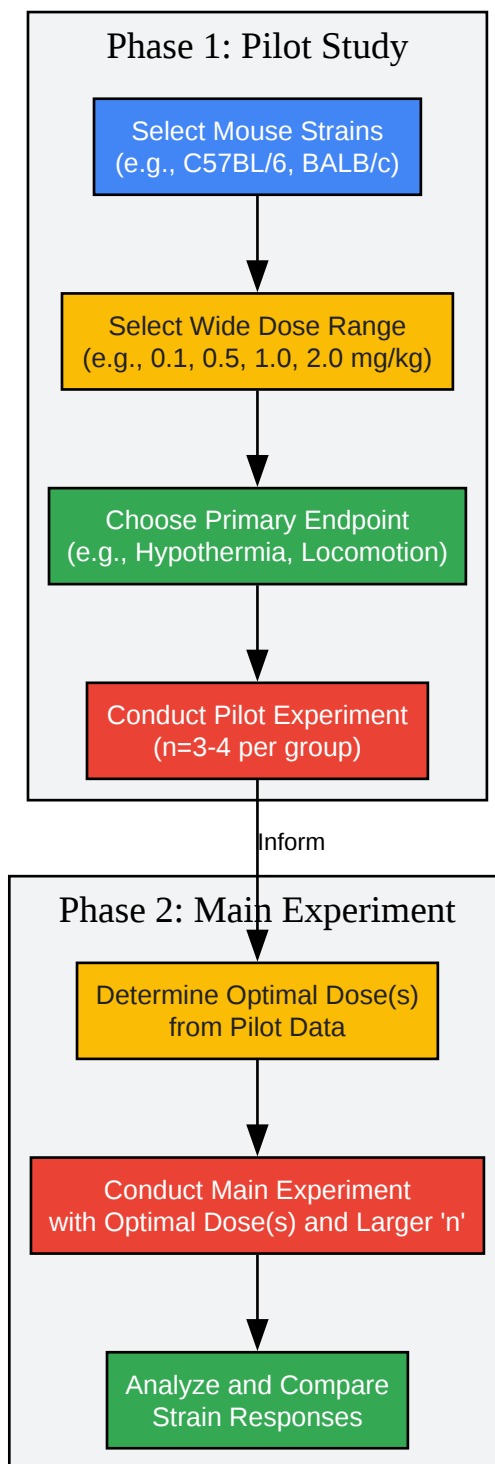 Phase 1: Pilot Study
Select Mouse Strains
(e.g., C57BL/6, BALB/c)
Select Wide Dose Range
(e.g., 0.1, 0.5, 1.0, 2.0 mg/kg)
Choose Primary Endpoint
(e.g., Hypothermia, Locomotion)
Conduct Pilot Experiment
(n=3-4 per group)
Inform
Phase 2: Main Experiment
Determine Optimal Dose(s)
from Pilot Data
Conduct Main Experiment
with Optimal Dose(s) and Larger 'n'
Analyze and Compare
Strain Responses